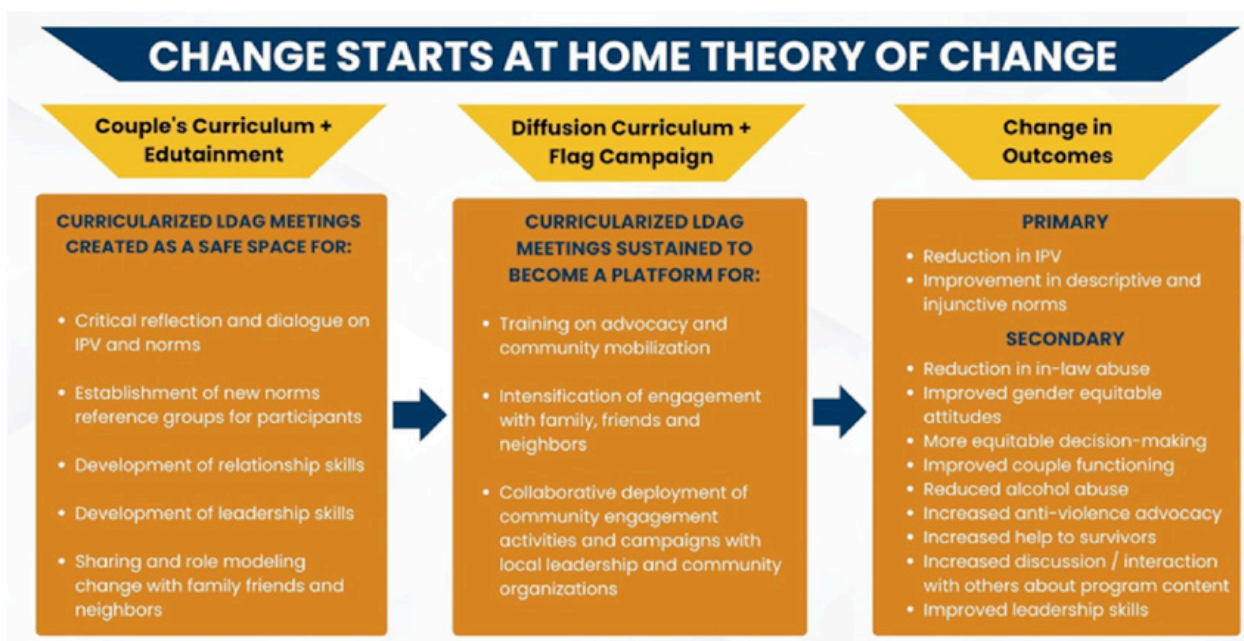 CHANGE STARTS AT HOME THEORY OF CHANGE
Couple's Curriculum +
Edutainment
CURRICULARIZED LDAG MEETINGS
CREATED AS A SAFE SPACE FOR:
• Critical reflection and dialogue on
IPV and norms
• Establishment of new norms
reference groups for participants
• Development of relationship skills
• Development of leadership skills
• Sharing and role modeling
change with family friends and
neighbors
Diffusion Curriculum +
Flag Campaign
CURRICULARIZED LDAG
MEETINGS SUSTAINED TO
BECOME A PLATFORM FOR:
• Training on advocacy and
community mobilization
• Intensification of engagement
with family, friends and
neighbors
• Collaborative deployment of
community engagement
activities and campaigns with
local leadership and community
organizations
Change in
Outcomes
PRIMARY
• Reduction in IPV
• Improvement in descriptive and
injunctive norms
SECONDARY
• Reduction in in-law abuse
• Improved gender equitable
attitudes
• More equitable decision-making
• Improved couple functioning
• Reduced alcohol abuse
• Increased anti-violence advocacy
• Increased help to survivors
• Increased discussion / interaction
with others about program content
• Improved leadership skills